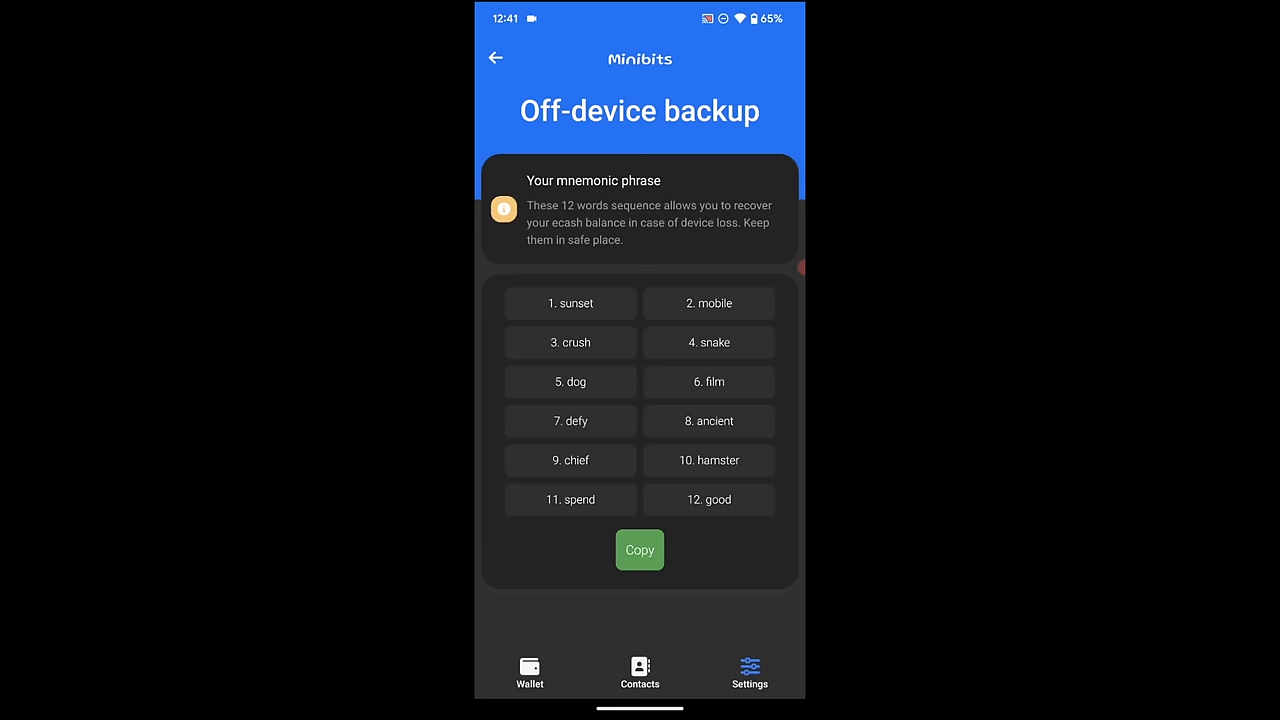 12:41
65%
Minibits
Off-device backup
Your mnemonic phrase
These 12 words sequence allows you to recover
your ecash balance in case of device loss. Keep
them in safe place.
1. sunset
2. mobile
3. crush
4. snake
5. dog
6. film
7. defy
8. ancient
9. chief
10. hamster
11. spend
12. good
Copy
Wallet
Contacts
Settings